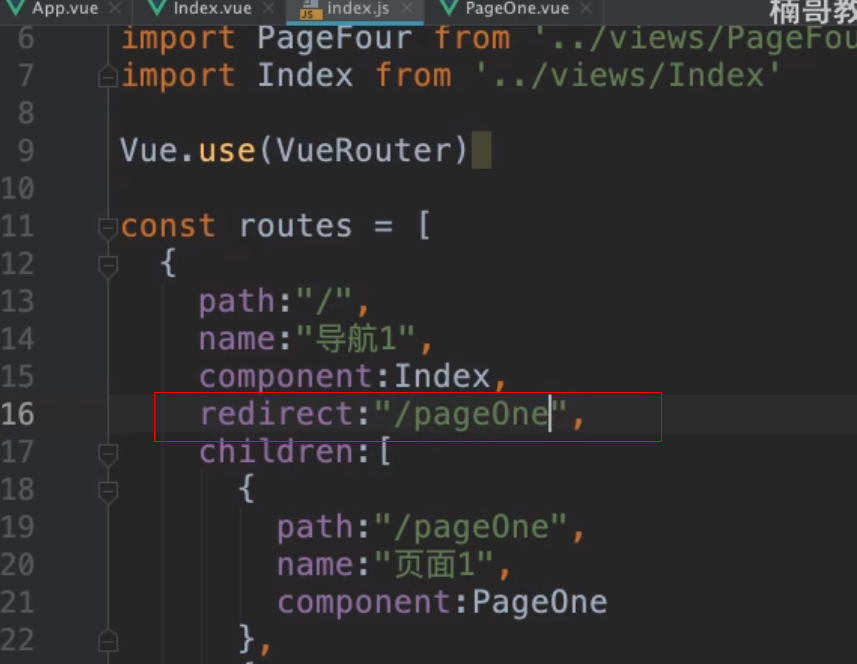 App.vue Index.vue index.js PageOne.vue
楠哥教
6 import PageFour from '../views/PageFou
7 import Index from '../views/Index'
8
9 Vue.use(VueRouter)
10
11 const routes = [
12 {
13 path:"/",
14 name:"导航1",
15 component:Index,
16 redirect:"/pageOne",
17 children:[
18 {
19 path:"/pageOne",
20 name:"页面1",
21 component:PageOne
22 },